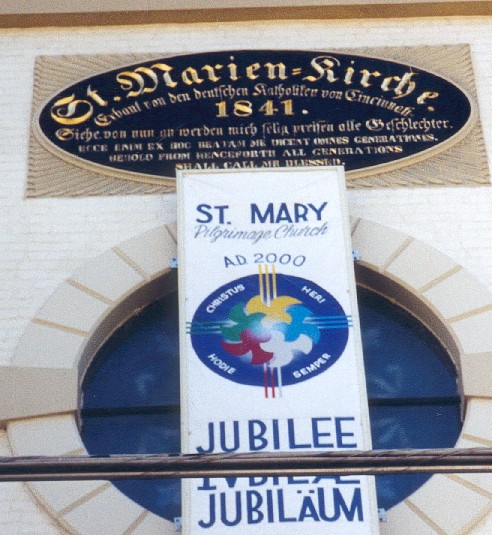 St. Marien=Kirche.
Erbaut von den deutschen Katholiken von Cincinnati.
1841.
Siehe von nun an werden mich selig preisen alle Geschlechter.
ECCE ENIM EX HOC BEATAM ME DICENT OMNES GENERATIONES.
BEHOLD FROM HENCEFORTH ALL GENERATIONS
SHALL CALL ME BLESSED.
ST. MARY
Pilgrimage Church
A.D. 2000
CHRISTUS HERI
HODIE SEMPER
JUBILEE
IVBILÆ
JUBILÄUM